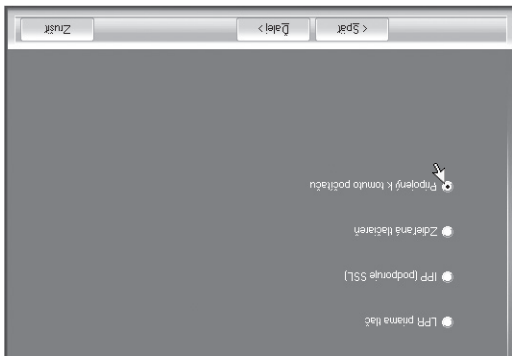 LPR priama tlač
IPP (podporuje SSL)
Zdieľaná tlačiareň
Pripojený k tomuto počítaču
< Späť Ďalej > Zrušiť